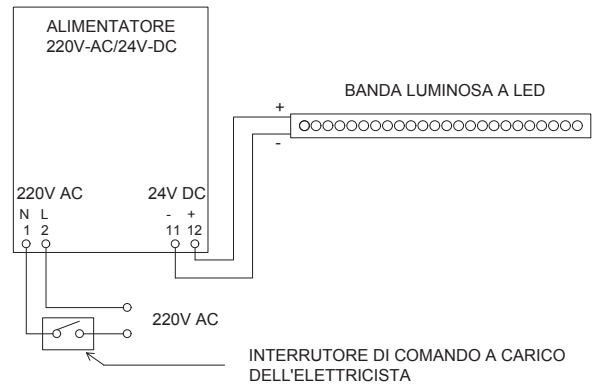 ALIMENTATORE
220V-AC/24V-DC
BANDA LUMINOSA A LED
+
-
220V AC
24V DC
N L
- +
1 2
11 12
220V AC
INTERRUTTORE DI COMANDO A CARICO
DELL'ELETTRICISTA